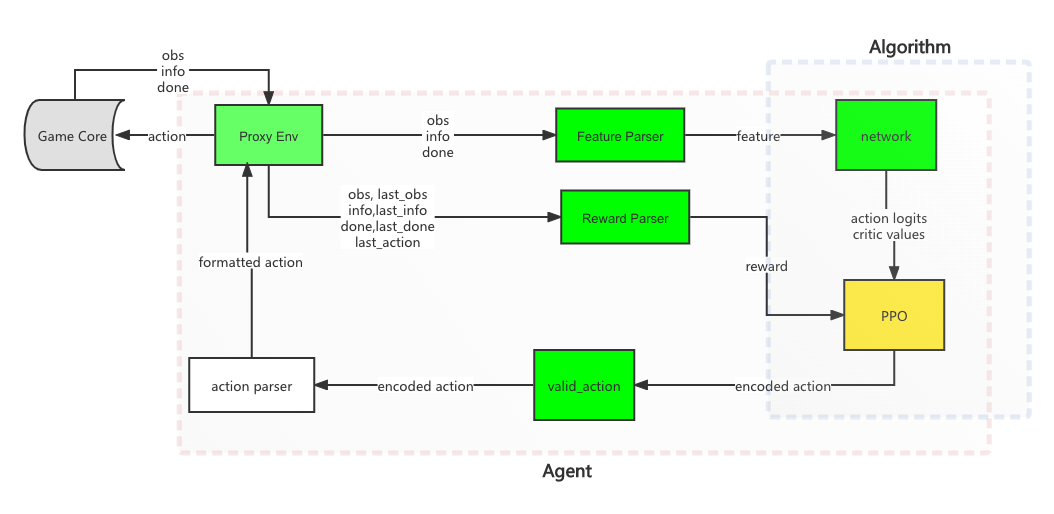 Algorithm
obs
info
done
Game Core
action
Proxy Env
obs
info
done
Feature Parser
feature
network
obs, last_obs
info,last_info
done,last_done
last_action
Reward Parser
action logits
critic values
formatted action
reward
PPO
action parser
encoded action
valid_action
encoded action
Agent